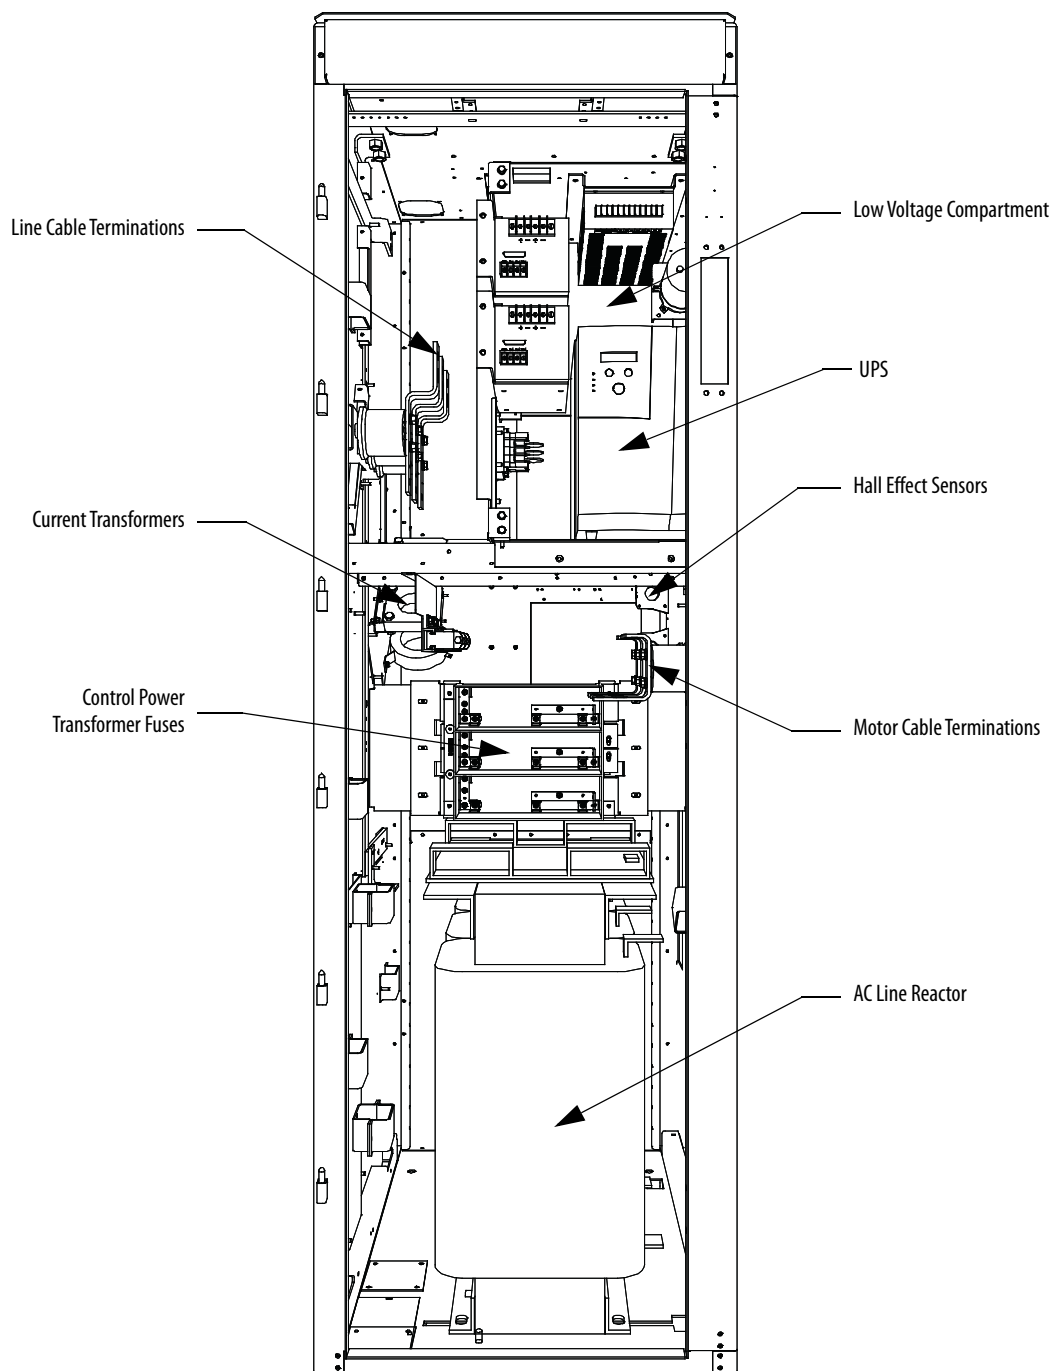 Low Voltage Compartment
Line Cable Terminations
UPS
Hall Effect Sensors
Current Transformers
Control Power
Transformer Fuses
Motor Cable Terminations
AC Line Reactor